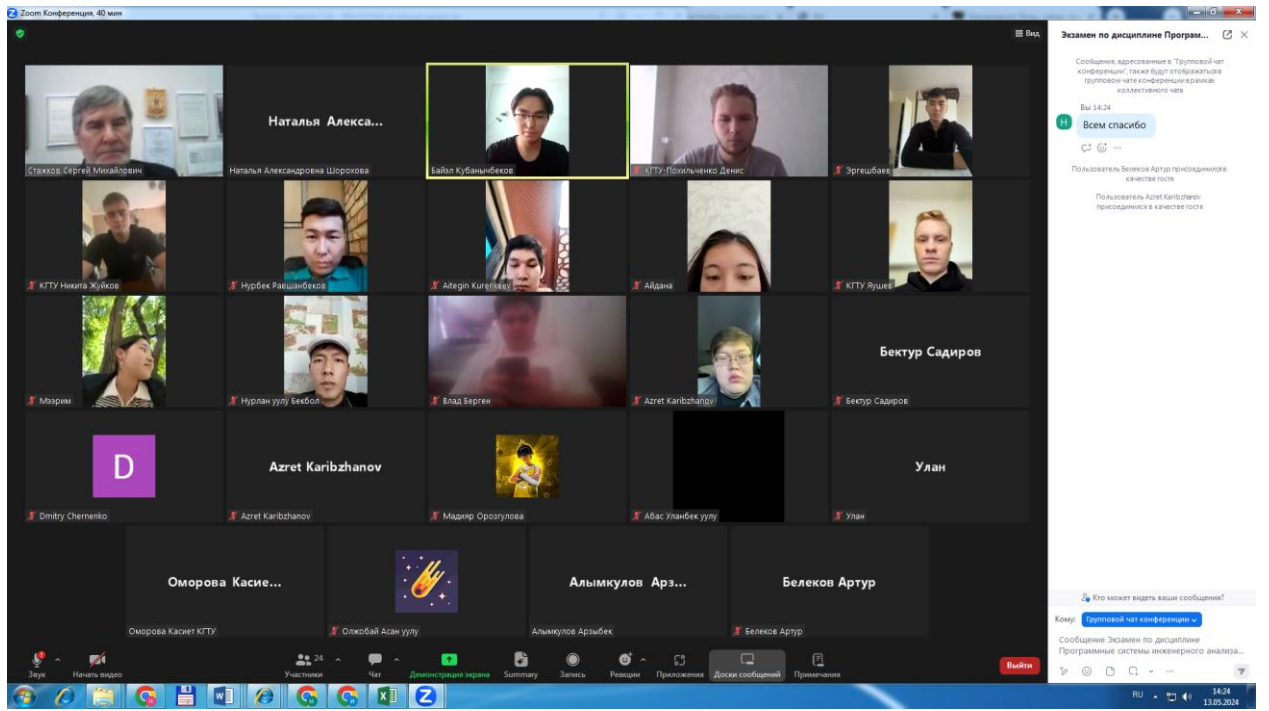 Zoom Конференция, 40 мин
Вид
Экзамен по дисциплине Програм...
Сообщения, адресованные в "Групповой чат
конференции", также будут отображаться в
групповом чате конференции в рамках
коллективного чата
Вы 14:24
Н
Всем спасибо
Пользователь Белеков Артур присоединился в
качестве гостя
Пользователь Azret Karibzhanov
присоединился в качестве гостя
Стажков Сергей Михайлович
Наталья Алекса...
Наталья Александровна Шорохова
Байэл Кубанычбеков
КГТУ-Похильченко Денис
Эргешбаев
КГТУ Никита Жуйков
Нурбек Равшанбеков
Aitegin Kurenkeev
Айдана
КГТУ Яушев
Мээрим
Нурлан уулу Бекбол
Влад Берген
Azret Karibzhanov
Бектур Садиров
Бектур Садиров
D
Dmitry Chernenko
Azret Karibzhanov
Azret Karibzhanov
Мадияр Орозгулова
Абас Уланбек уулу
Улан
Улан
Оморова Касие...
Оморова Касиет КГТУ
Олжобай Асан уулу
Алымкулов Арз...
Алымкулов Арзыбек
Белеков Артур
Белеков Артур
Кто может видеть ваши сообщения?
Кому: Групповой чат конференции
Сообщение Экзамен по дисциплине
Программные системы инженерного анализа...
Звук
Начать видео
24
Участники
Чат
Демонстрация экрана
Summary
Запись
Реакции
Приложения
Доски сообщений
Примечания
Выйти
RU
14:24
13.05.2024